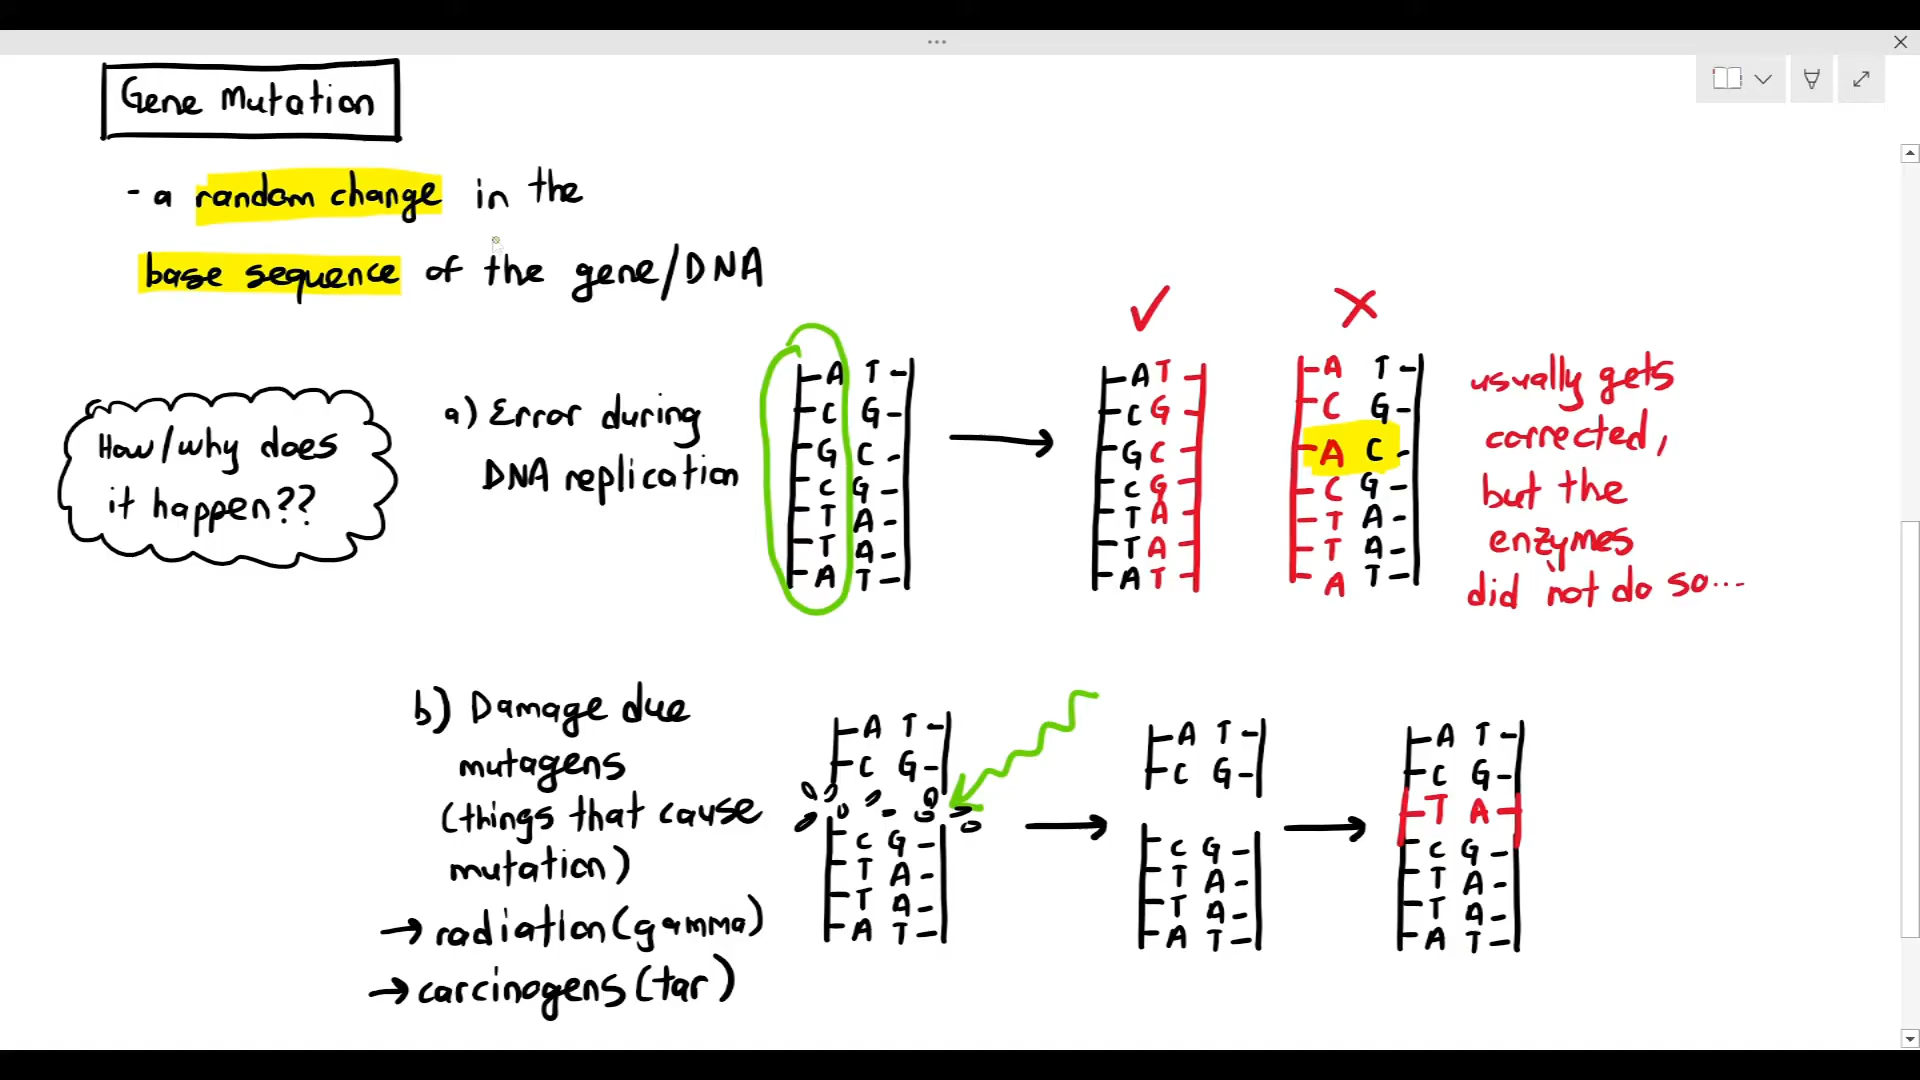 Gene Mutation
- a random change in the
base sequence of the gene/DNA
How/why does
it happen??
a) Error during
DNA replication
A T
C G
G C
C G
T A
T A
A T
A T
C G
G C
C G
T A
T A
A T
A T
C G
A C
C G
T A
T A
A T
usually gets
corrected,
but the
enzymes
did not do so...
b) Damage due
mutagens
(things that cause
mutation)
→ radiation (gamma)
→ carcinogens (tar)
A T
C G
C G
T A
T A
A T
A T
C G
C G
T A
T A
A T
A T
C G
T A
C G
T A
T A
A T